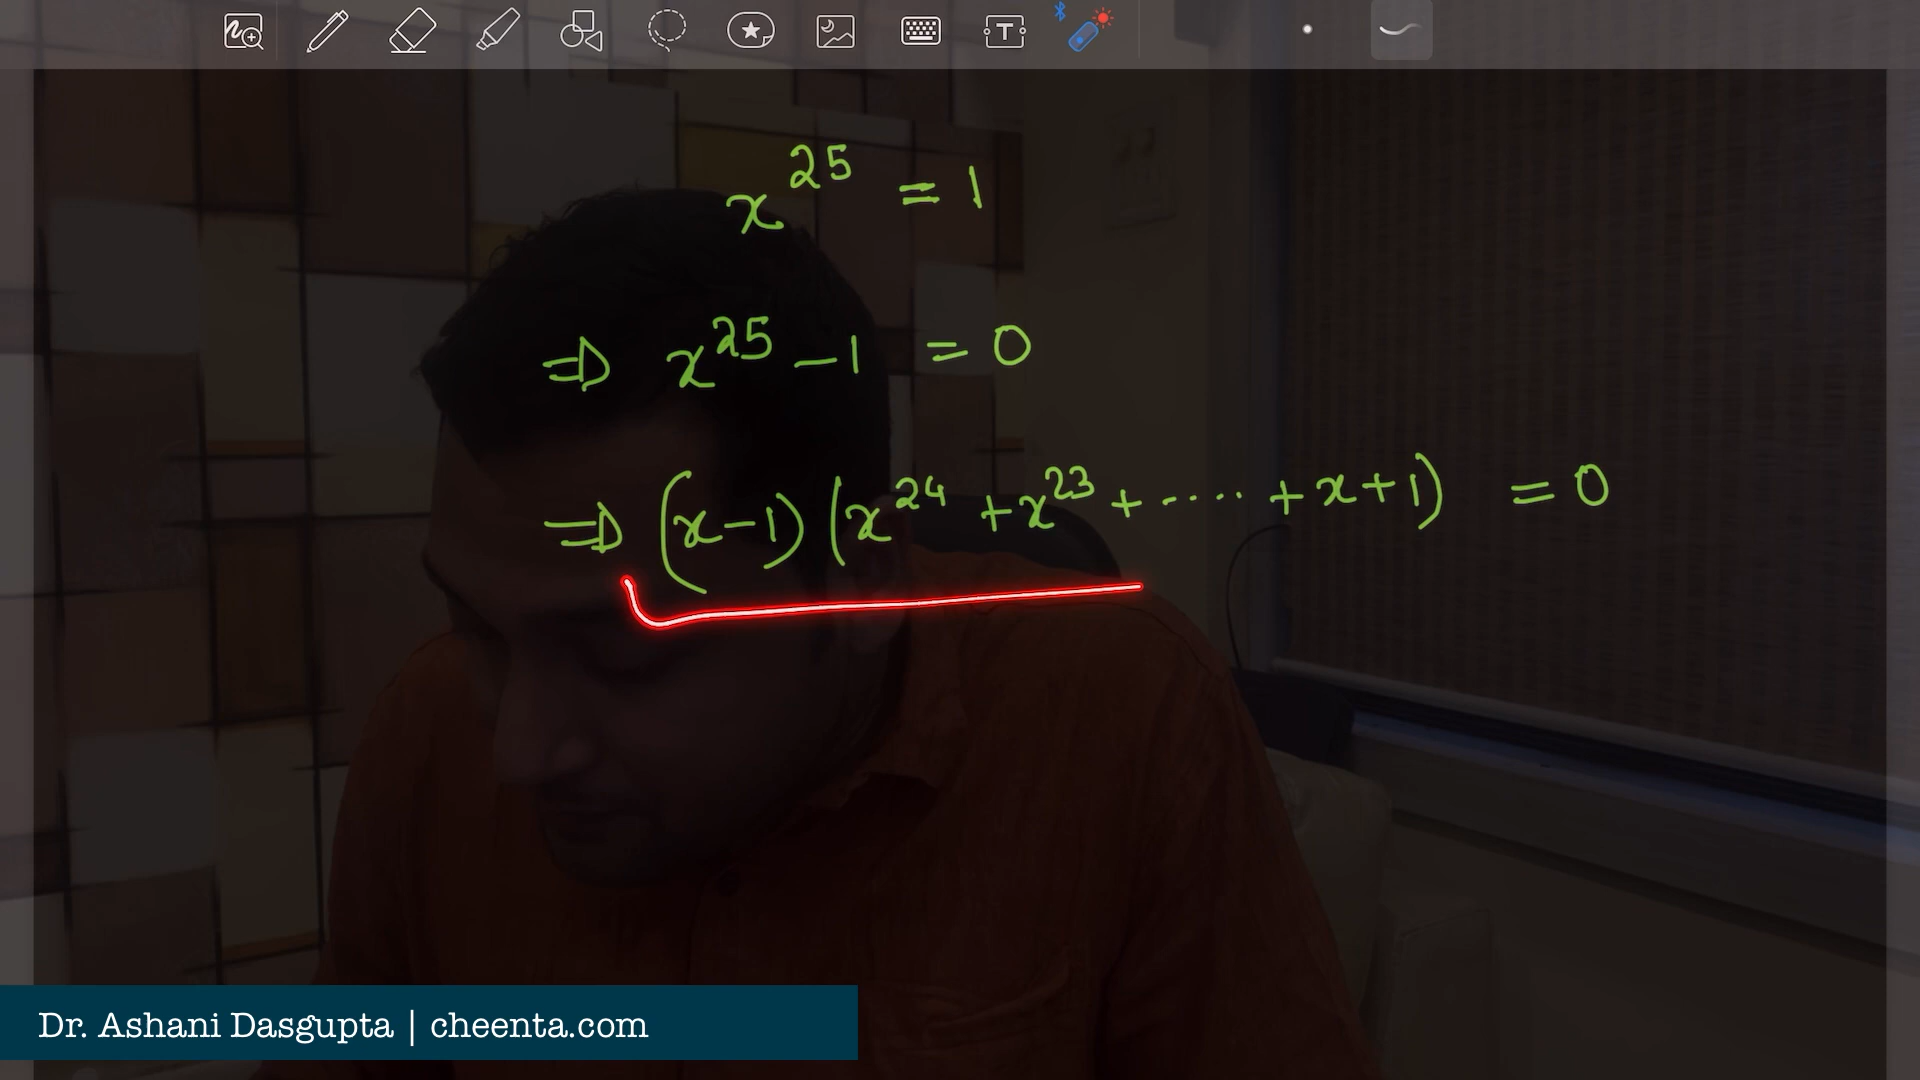 T
x^25 = 1
⇒ x^25 - 1 = 0
⇒ (x-1)(x^24 + x^23 + ···· + x + 1) = 0
Dr. Ashani Dasgupta | cheenta.com